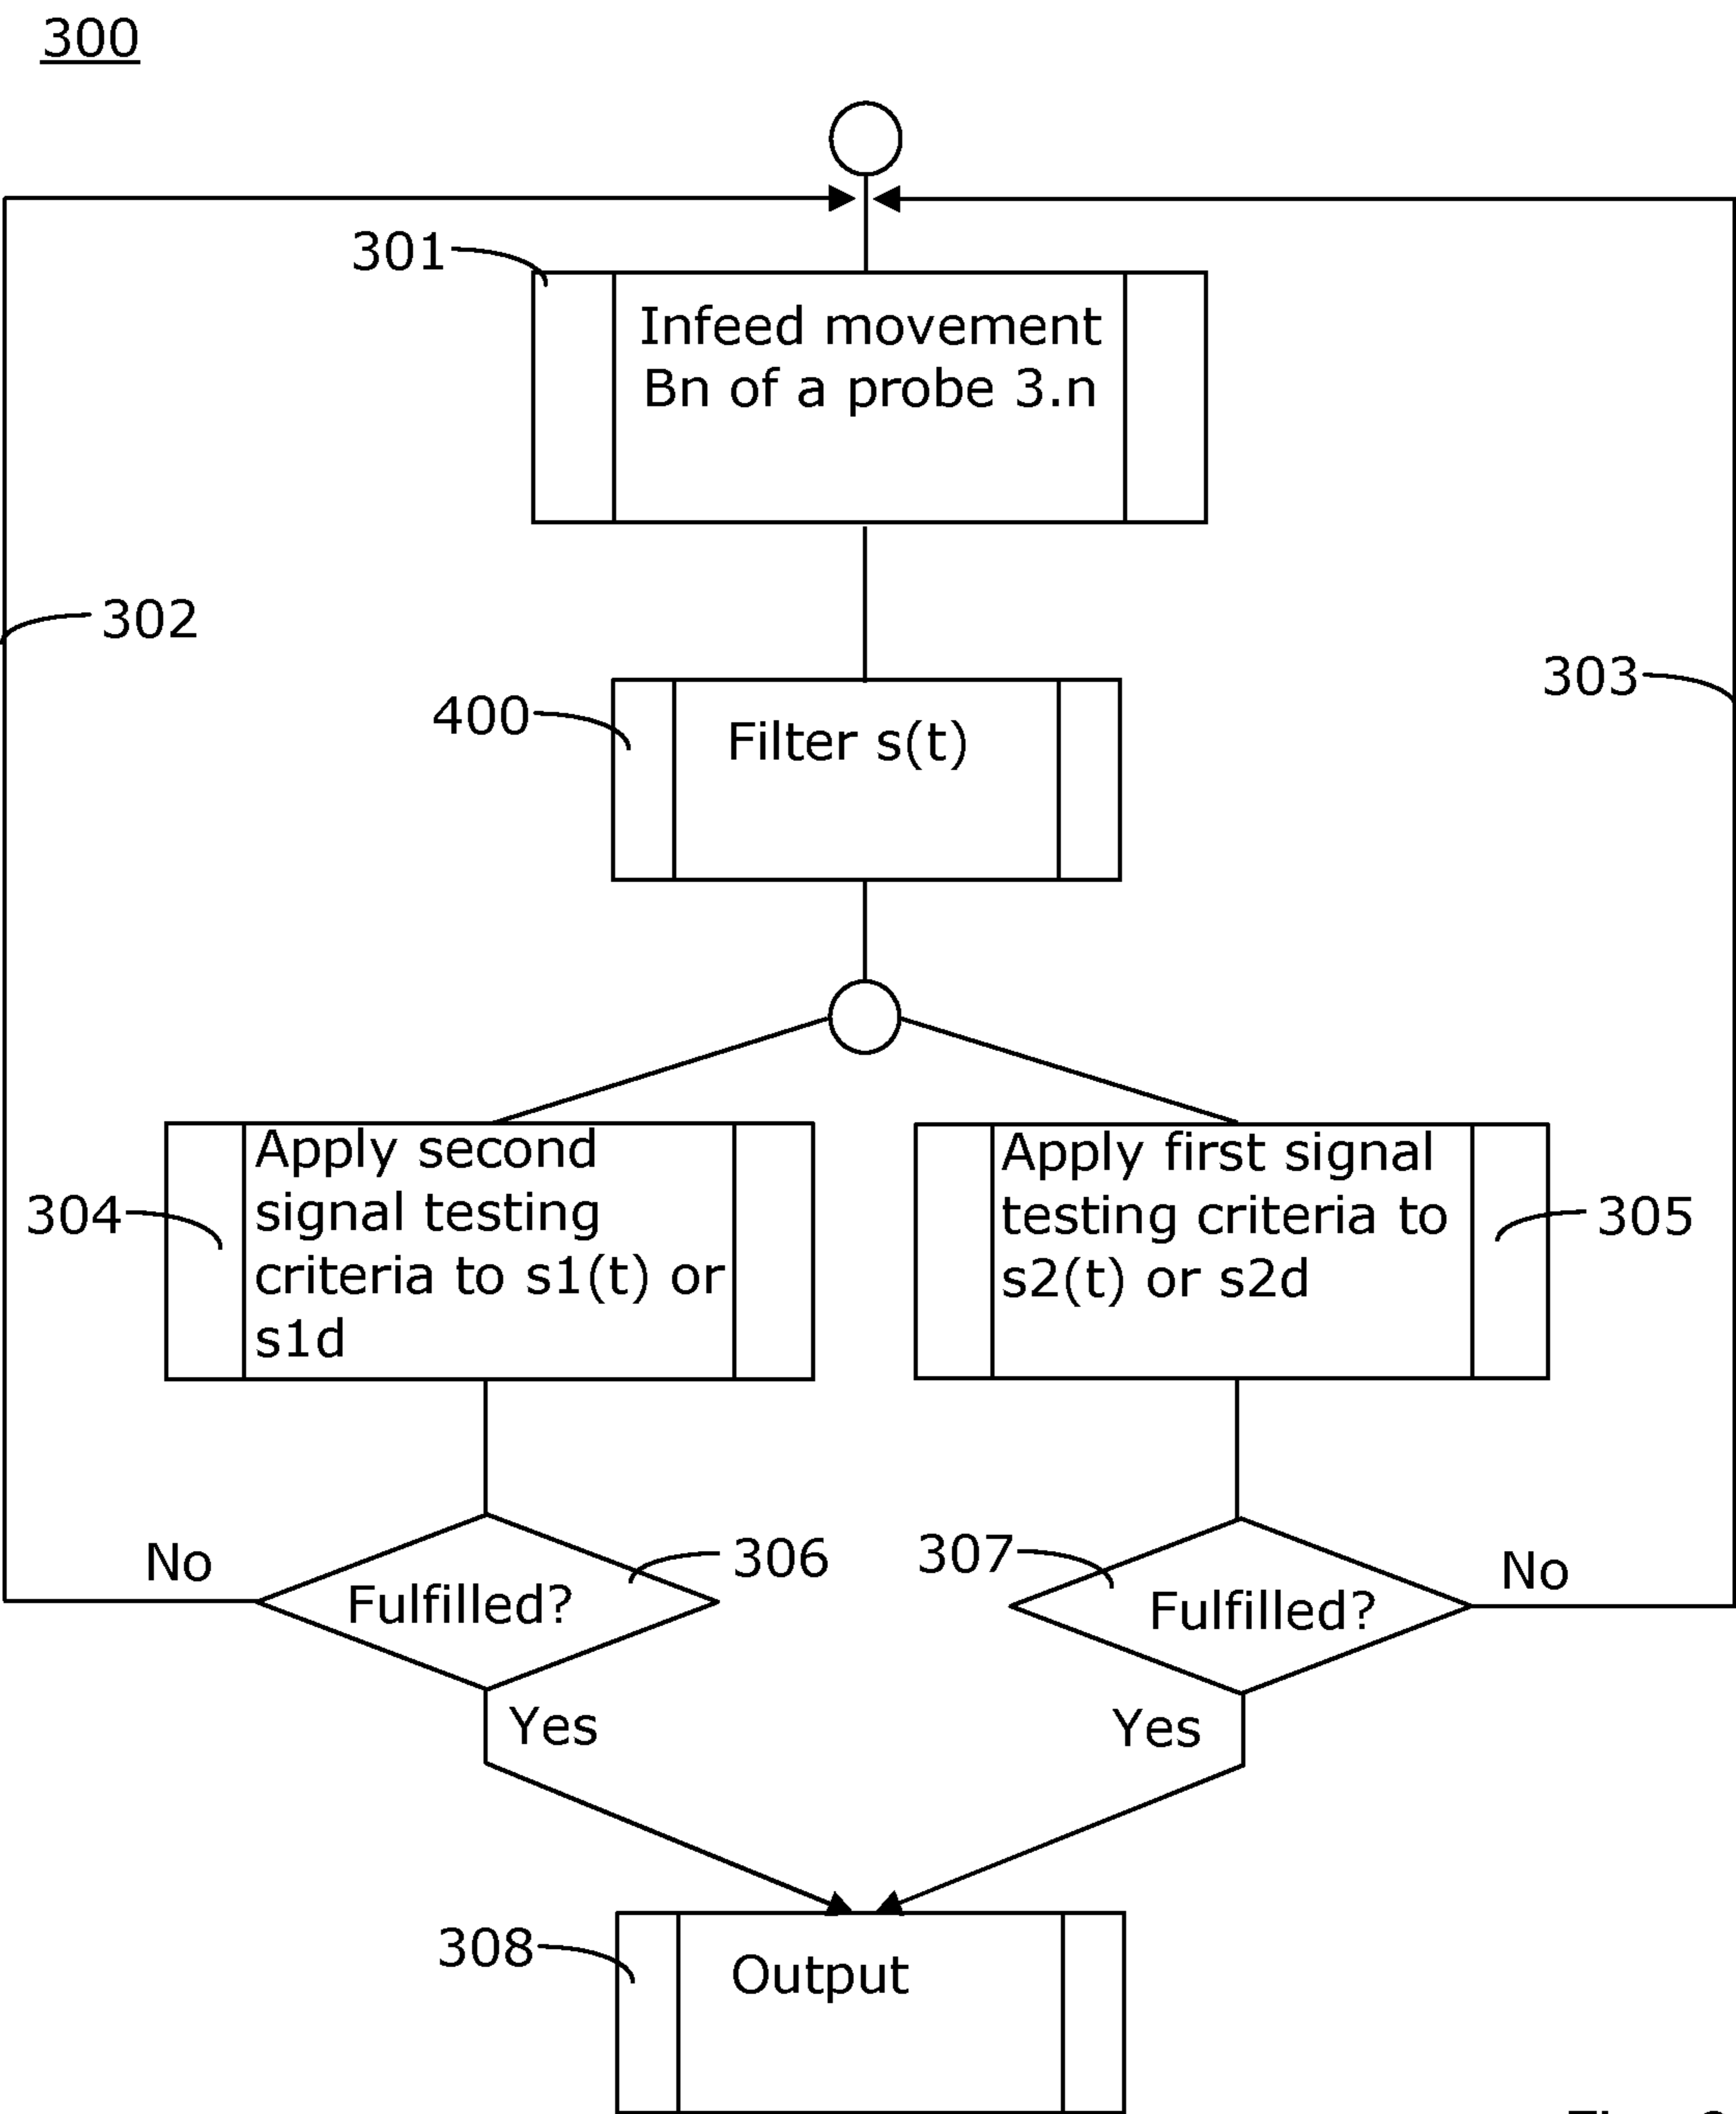 300
301
Infeed movement
Bn of a probe 3.n
302
303
400
Filter s(t)
Apply second
signal testing
criteria to s1(t) or
s1d
304
Apply first signal
testing criteria to
s2(t) or s2d
305
No
Fulfilled?
306
307
Fulfilled?
No
Yes
Yes
308
Output